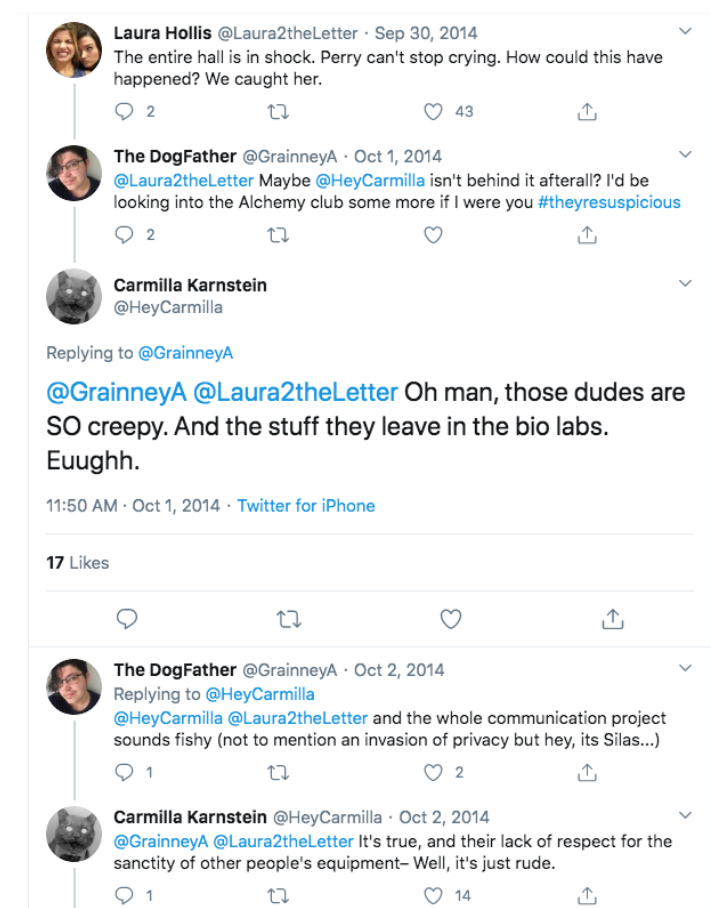 Laura Hollis @Laura2theLetter · Sep 30, 2014
The entire hall is in shock. Perry can't stop crying. How could this have
happened? We caught her.
2 43
The DogFather @GrainneyA · Oct 1, 2014
@Laura2theLetter Maybe @HeyCarmilla isn't behind it afterall? I'd be
looking into the Alchemy club some more if I were you #theyresuspicious
2
Carmilla Karnstein
@HeyCarmilla
Replying to @GrainneyA
@GrainneyA @Laura2theLetter Oh man, those dudes are
SO creepy. And the stuff they leave in the bio labs.
Euughh.
11:50 AM · Oct 1, 2014 · Twitter for iPhone
17 Likes
The DogFather @GrainneyA · Oct 2, 2014
Replying to @HeyCarmilla
@HeyCarmilla @Laura2theLetter and the whole communication project
sounds fishy (not to mention an invasion of privacy but hey, its Silas...)
1 2
Carmilla Karnstein @HeyCarmilla · Oct 2, 2014
@GrainneyA @Laura2theLetter It's true, and their lack of respect for the
sanctity of other people's equipment– Well, it's just rude.
1 14